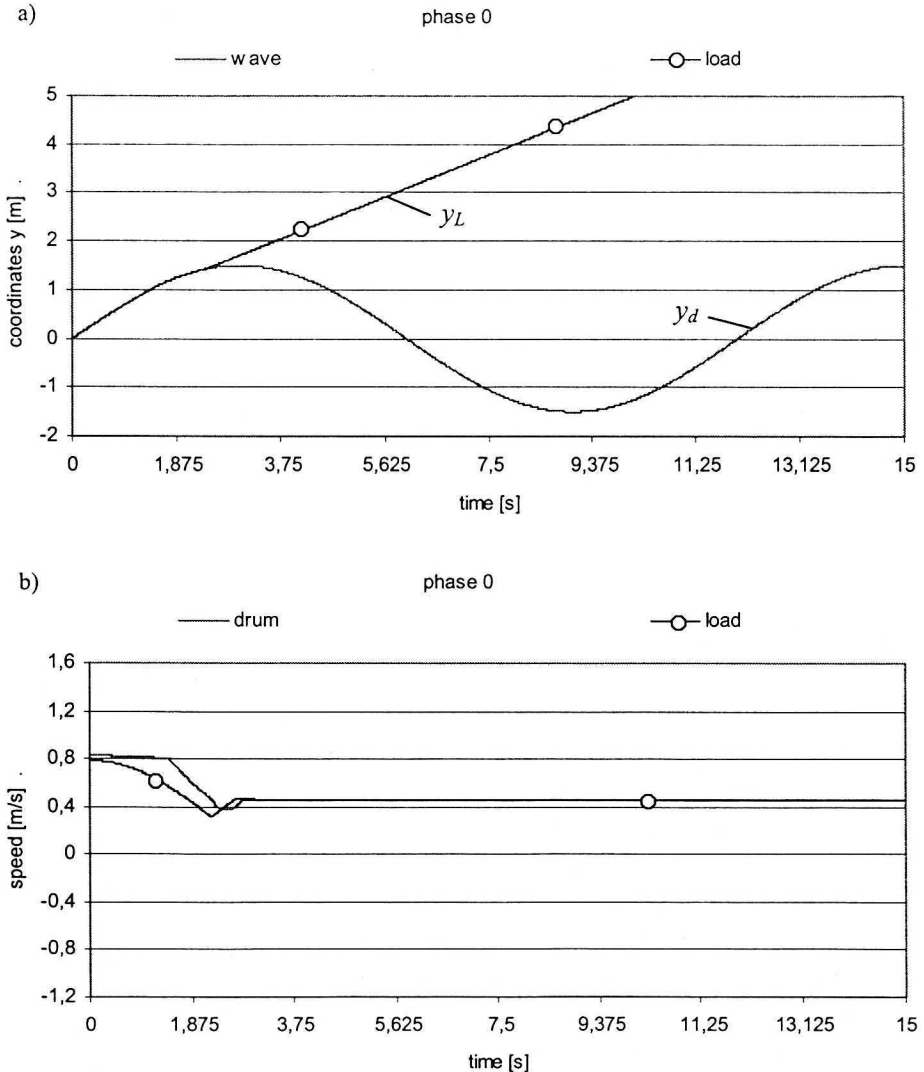 a)
phase 0
wave load
5
4
3
2
1
0
-1
-2
coordinates y [m] .
y_L
y_d
0 1,875 3,75 5,625 7,5 9,375 11,25 13,125 15
time [s]
b)
phase 0
drum load
1,6
1,2
0,8
0,4
0
-0,4
-0,8
-1,2
speed [m/s] .
0 1,875 3,75 5,625 7,5 9,375 11,25 13,125 15
time [s]